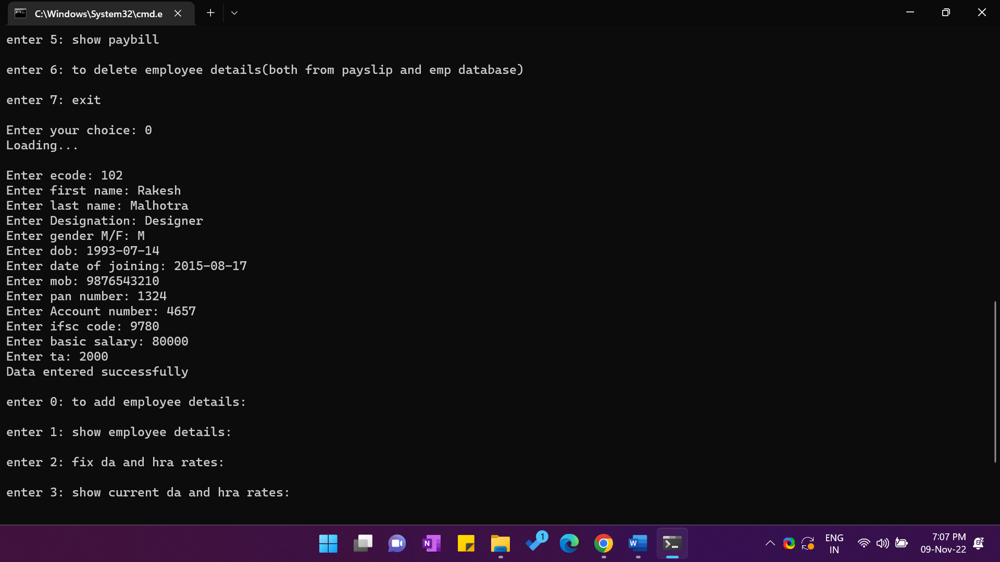 C:\Windows\System32\cmd.e
enter 5: show paybill
enter 6: to delete employee details(both from payslip and emp database)
enter 7: exit
Enter your choice: 0
Loading...
Enter ecode: 102
Enter first name: Rakesh
Enter last name: Malhotra
Enter Designation: Designer
Enter gender M/F: M
Enter dob: 1993-07-14
Enter date of joining: 2015-08-17
Enter mob: 9876543210
Enter pan number: 1324
Enter Account number: 4657
Enter ifsc code: 9780
Enter basic salary: 80000
Enter ta: 2000
Data entered successfully
enter 0: to add employee details:
enter 1: show employee details:
enter 2: fix da and hra rates:
enter 3: show current da and hra rates:
N
1
W
ENG
IN
7:07 PM
09-Nov-22